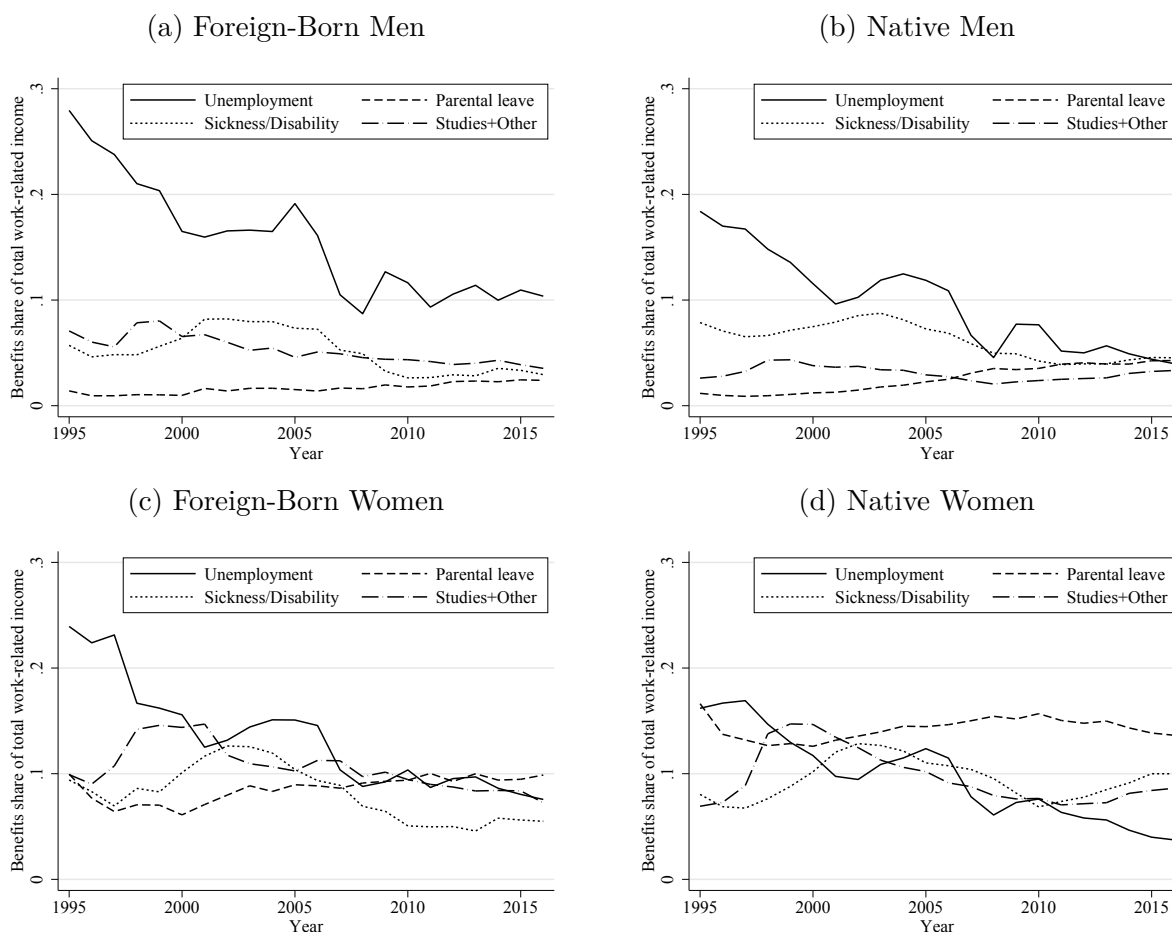 (a) Foreign-Born Men
Benefits share of total work-related income
.3
.2
.1
0
Unemployment
Parental leave
Sickness/Disability
Studies+Other
1995
2000
2005
2010
2015
Year
(b) Native Men
Benefits share of total work-related income
.3
.2
.1
0
Unemployment
Parental leave
Sickness/Disability
Studies+Other
1995
2000
2005
2010
2015
Year
(c) Foreign-Born Women
Benefits share of total work-related income
.3
.2
.1
0
Unemployment
Parental leave
Sickness/Disability
Studies+Other
1995
2000
2005
2010
2015
Year
(d) Native Women
Benefits share of total work-related income
.3
.2
.1
0
Unemployment
Parental leave
Sickness/Disability
Studies+Other
1995
2000
2005
2010
2015
Year